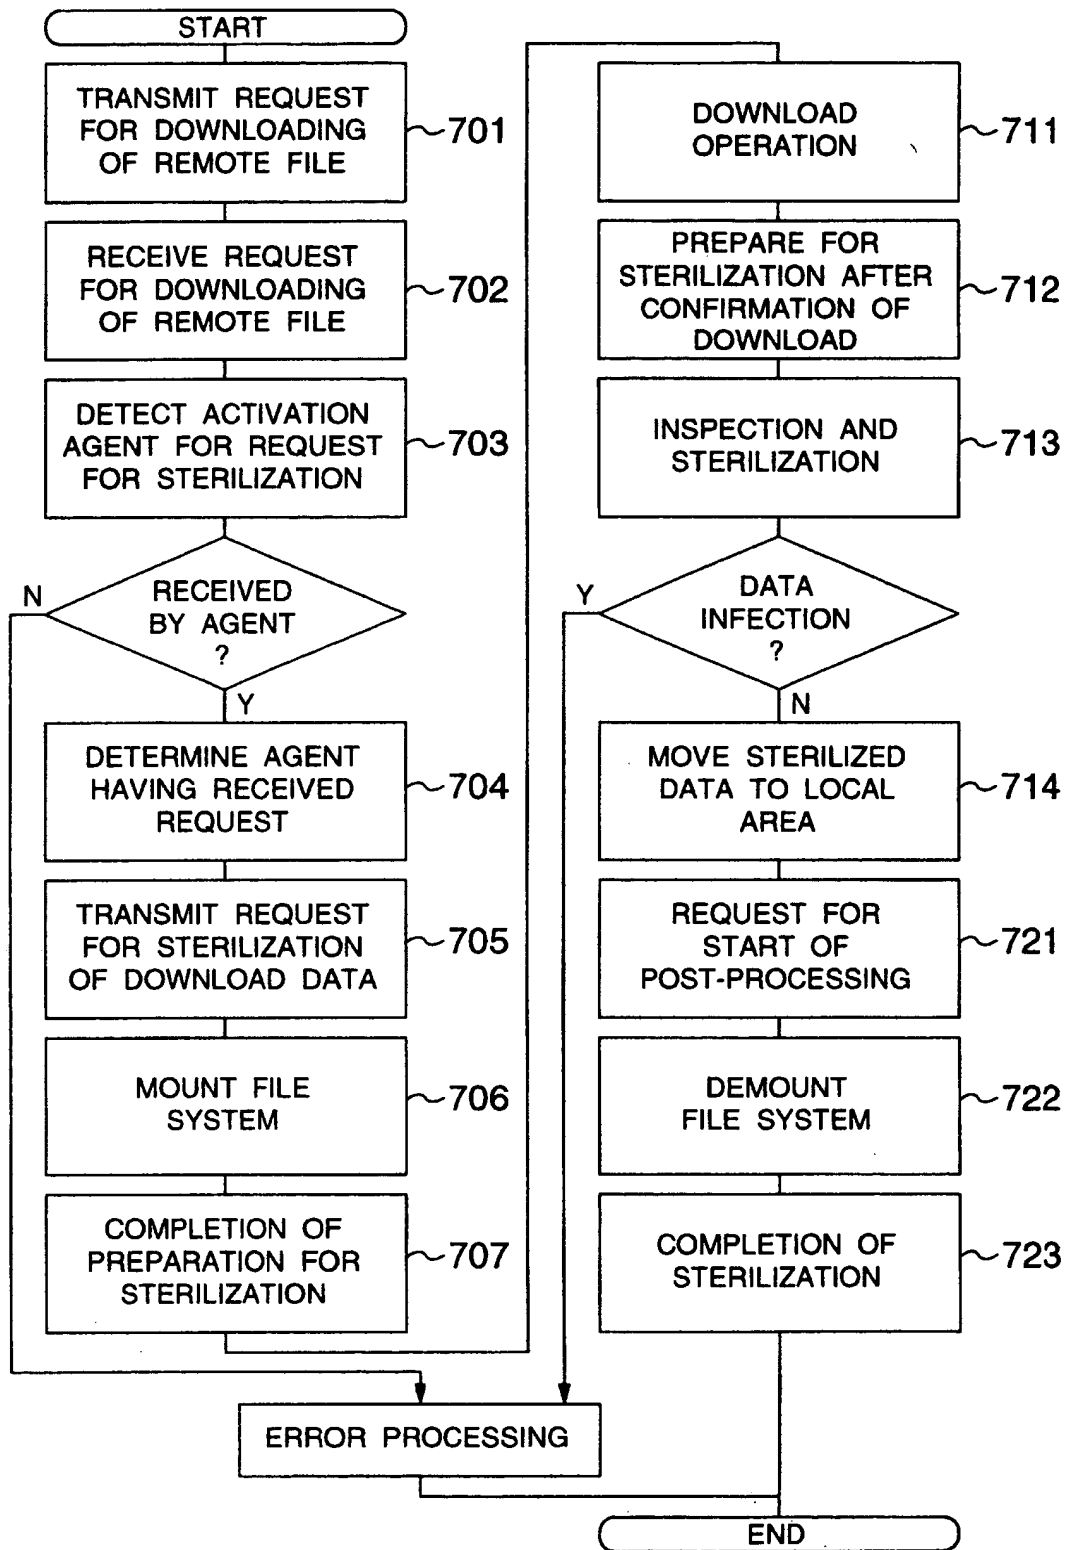 START
TRANSMIT REQUEST
FOR DOWNLOADING
OF REMOTE FILE
701
RECEIVE REQUEST
FOR DOWNLOADING
OF REMOTE FILE
702
DETECT ACTIVATION
AGENT FOR REQUEST
FOR STERILIZATION
703
N
RECEIVED
BY AGENT
?
Y
DETERMINE AGENT
HAVING RECEIVED
REQUEST
704
TRANSMIT REQUEST
FOR STERILIZATION
OF DOWNLOAD DATA
705
MOUNT FILE
SYSTEM
706
COMPLETION OF
PREPARATION FOR
STERILIZATION
707
DOWNLOAD
OPERATION
711
PREPARE FOR
STERILIZATION AFTER
CONFIRMATION OF
DOWNLOAD
712
INSPECTION AND
STERILIZATION
713
Y
DATA
INFECTION
?
N
MOVE STERILIZED
DATA TO LOCAL
AREA
714
REQUEST FOR
START OF
POST-PROCESSING
721
DEMOUNT
FILE SYSTEM
722
COMPLETION OF
STERILIZATION
723
ERROR PROCESSING
END